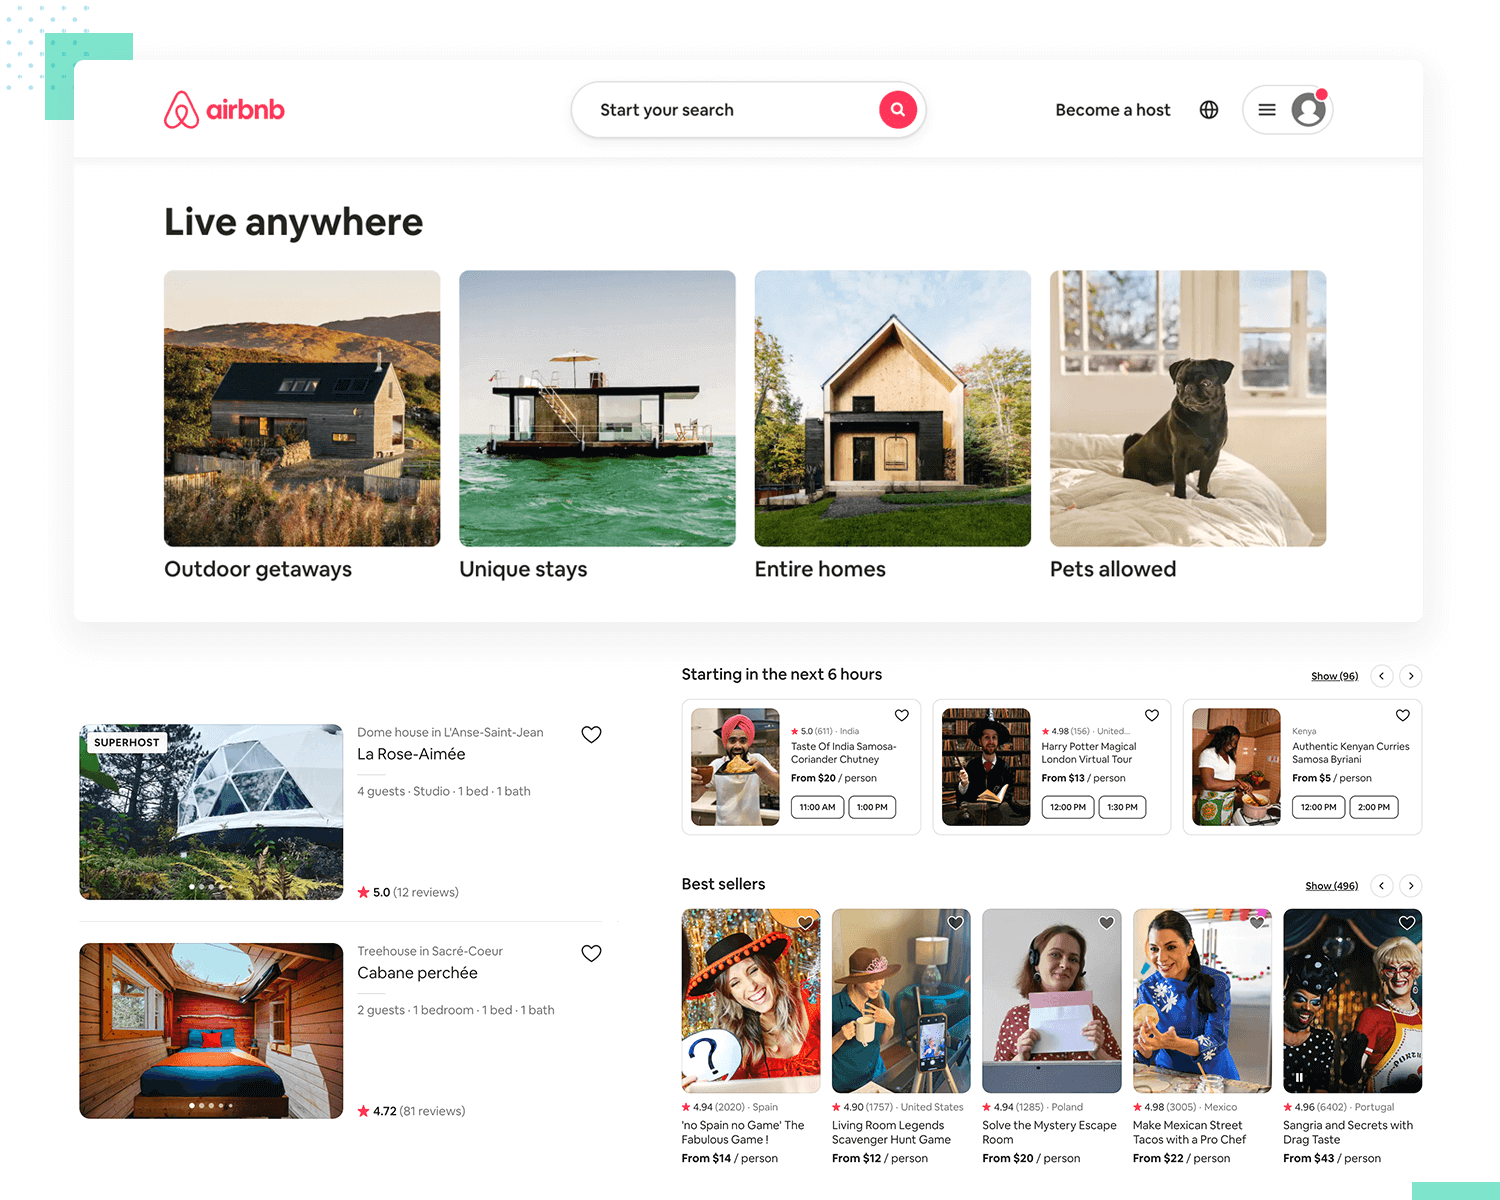 airbnb
Start your search
Become a host
Live anywhere
Outdoor getaways
Unique stays
Entire homes
Pets allowed
SUPERHOST
Dome house in L'Anse-Saint-Jean
La Rose-Aimée
4 guests · Studio · 1 bed · 1 bath
5.0 (12 reviews)
Treehouse in Sacré-Coeur
Cabane perchée
2 guests · 1 bedroom · 1 bed · 1 bath
4.72 (81 reviews)
Starting in the next 6 hours
Show (96)
5.0 (611) · India
Taste Of India Samosa-
Coriander Chutney
From $20 / person
11:00 AM
1:00 PM
4.98 (156) · United...
Harry Potter Magical
London Virtual Tour
From $13 / person
12:00 PM
1:30 PM
Kenya
Authentic Kenyan Curries
Samosa Byriani
From $5 / person
12:00 PM
2:00 PM
Best sellers
Show (496)
?
4.94 (2020) · Spain
'no Spain no Game' The
Fabulous Game !
From $14 / person
4.90 (1757) · United States
Living Room Legends
Scavenger Hunt Game
From $12 / person
4.94 (1285) · Poland
Solve the Mystery Escape
Room
From $20 / person
4.98 (3005) · Mexico
Make Mexican Street
Tacos with a Pro Chef
From $22 / person
4.96 (6402) · Portugal
Sangria and Secrets with
Drag Taste
From $43 / person